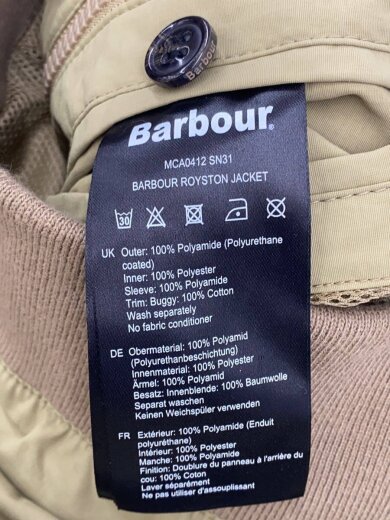 Barbour
Barbour®
MCA0412 SN31
BARBOUR ROYSTON JACKET
30
UK Outer: 100% Polyamide (Polyurethane
coated)
Inner: 100% Polyester
Sleeve: 100% Polyamide
Trim: Buggy: 100% Cotton
Wash separately
No fabric conditioner
DE Obermaterial: 100% Polyamid
(Polyurethanbeschichtung)
Innenmaterial: 100% Polyester
Ärmel: 100% Polyamid
Besatz: Innenblende: 100% Baumwolle
Separat waschen
Keinen Weichspüler verwenden
FR Extérieur: 100% Polyamide (Enduit
polyuréthane)
Intérieur: 100% Polyester
Manche: 100% Polyamide
Finition: Doublure du panneau à l'arrière du
cou: 100% Coton
Laver séparément
Ne pas utiliser d'assouplissant